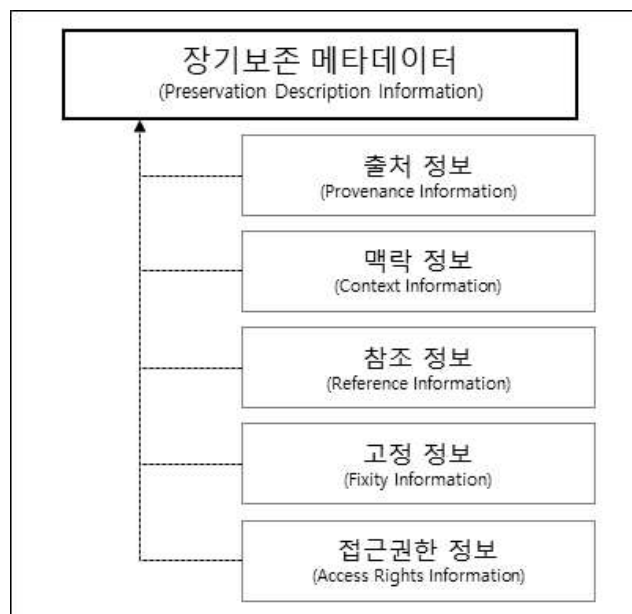 장기보존 메타데이터
(Preservation Description Information)
출처 정보
(Provenance Information)
맥락 정보
(Context Information)
참조 정보
(Reference Information)
고정 정보
(Fixity Information)
접근권한 정보
(Access Rights Information)